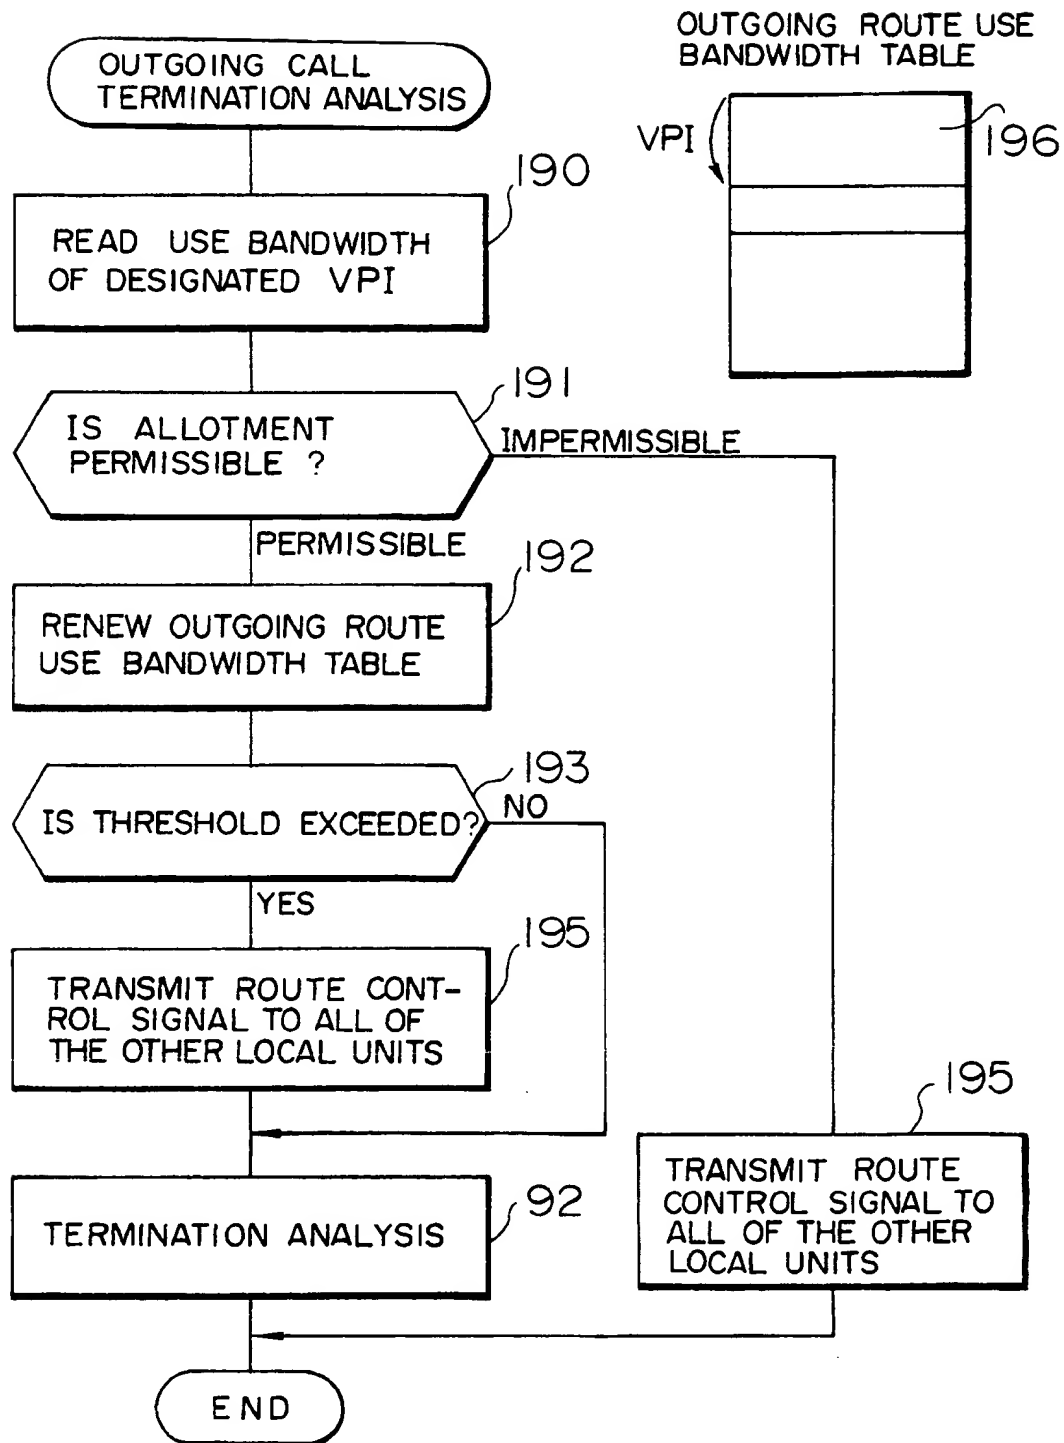 OUTGOING CALL
TERMINATION ANALYSIS
OUTGOING ROUTE USE
BANDWIDTH TABLE
VPI
196
190
READ USE BANDWIDTH
OF DESIGNATED VPI
191
IS ALLOTMENT
PERMISSIBLE ?
IMPERMISSIBLE
PERMISSIBLE
192
RENEW OUTGOING ROUTE
USE BANDWIDTH TABLE
193
IS THRESHOLD EXCEEDED?
NO
YES
195
TRANSMIT ROUTE CONT-
ROL SIGNAL TO ALL OF
THE OTHER LOCAL UNITS
195
TRANSMIT ROUTE
CONTROL SIGNAL TO
ALL OF THE OTHER
LOCAL UNITS
92
TERMINATION ANALYSIS
END